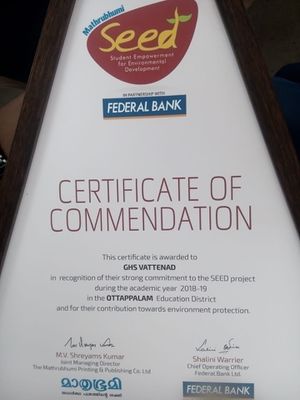 Mathrubhumi
Seed
Student Empowerment
for Environmental
Development
IN PARTNERSHIP WITH
FEDERAL BANK
CERTIFICATE OF
COMMENDATION
This certificate is awarded to
GHS VATTENAD
in recognition of their strong commitment to the SEED project
during the academic year 2018-19
in the OTTAPPALAM Education District
and for their contribution towards environment protection.
M.V. Shreyams Kumar
Joint Managing Director
The Mathrubhumi Printing & Publishing Co. Ltd
Shalini Warrier
Chief Operating Officer
Federal Bank Ltd.
മാതൃഭൂമി
FEDERAL BANK